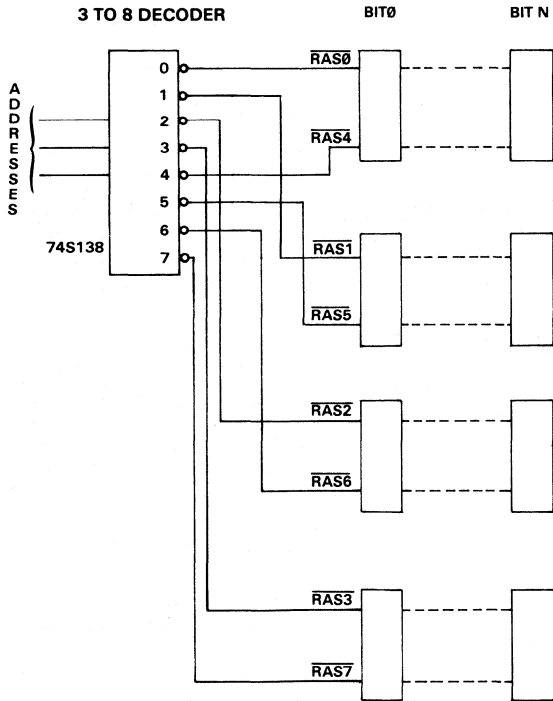 3 TO 8 DECODER
BITØ
BIT N
ADDRESSES
0
1
2
3
4
5
6
7
74S138
RASØ
RAS4
RAS1
RAS5
RAS2
RAS6
RAS3
RAS7